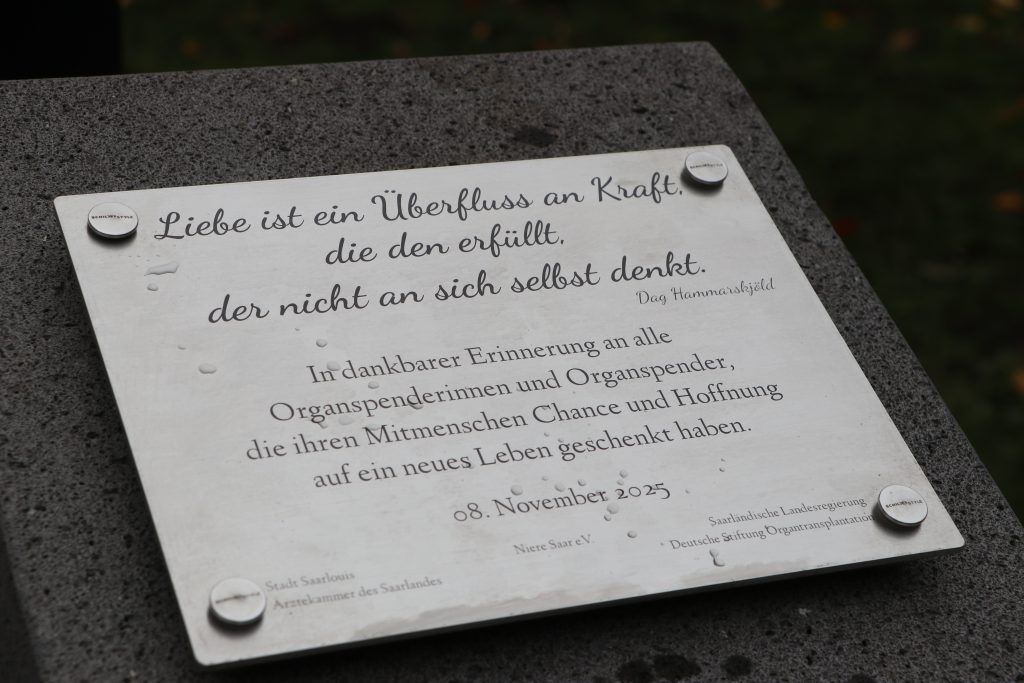 Liebe ist ein Überfluss an Kraft,
die den erfüllt,
der nicht an sich selbst denkt.
Dag Hammarskjöld
In dankbarer Erinnerung an alle
Organspenderinnen und Organspender,
die ihren Mitmenschen Chance und Hoffnung
auf ein neues Leben geschenkt haben.
08. November 2025
Saarländische Landesregierung
Niere Saar e.V.
Deutsche Stiftung Organtransplantation
Stadt Saarlouis
Ärztekammer des Saarlandes